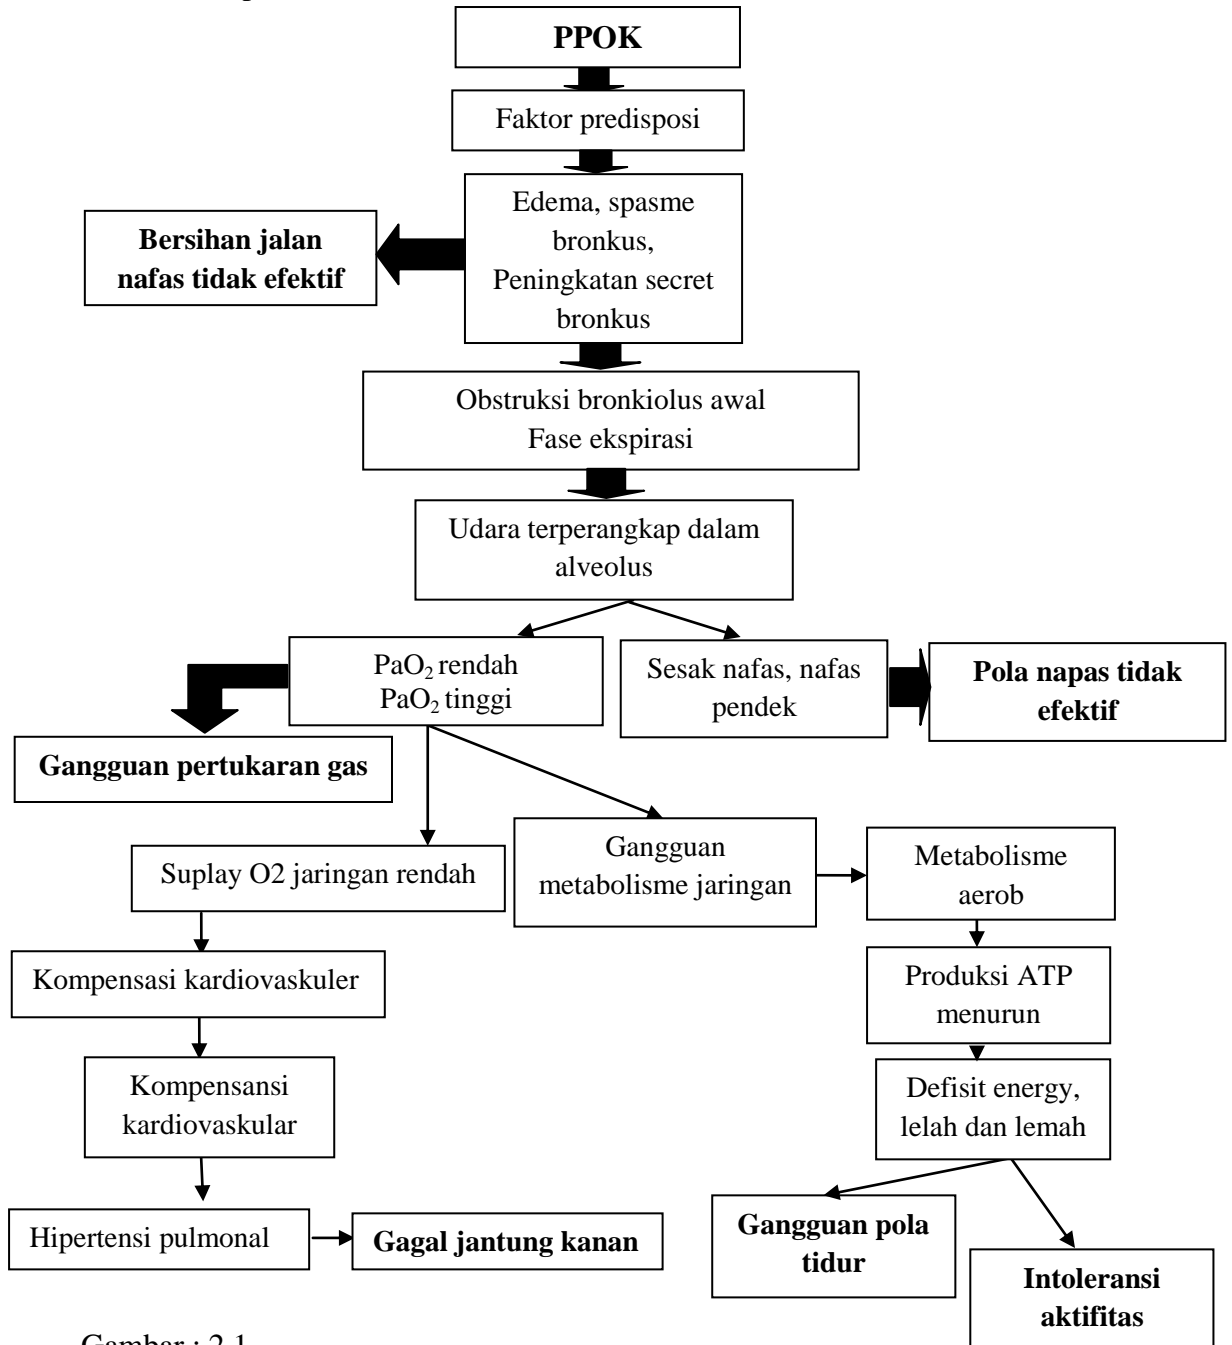 PPOK
Faktor predisposi
Edema, spasme
bronkus,
Peningkatan secret
bronkus
Bersihan jalan
nafas tidak efektif
Obstruksi bronkiolus awal
Fase ekspirasi
Udara terperangkap dalam
alveolus
PaO₂ rendah
PaO₂ tinggi
Sesak nafas, nafas
pendek
Pola napas tidak
efektif
Gangguan pertukaran gas
Gangguan
metabolisme jaringan
Metabolisme
aerob
Suplay O2 jaringan rendah
Kompensasi kardiovaskuler
Produksi ATP
menurun
Kompensansi
kardiovaskular
Defisit energy,
lelah dan lemah
Hipertensi pulmonal
Gagal jantung kanan
Gangguan pola
tidur
Intoleransi
aktifitas
Gambar : 2.1